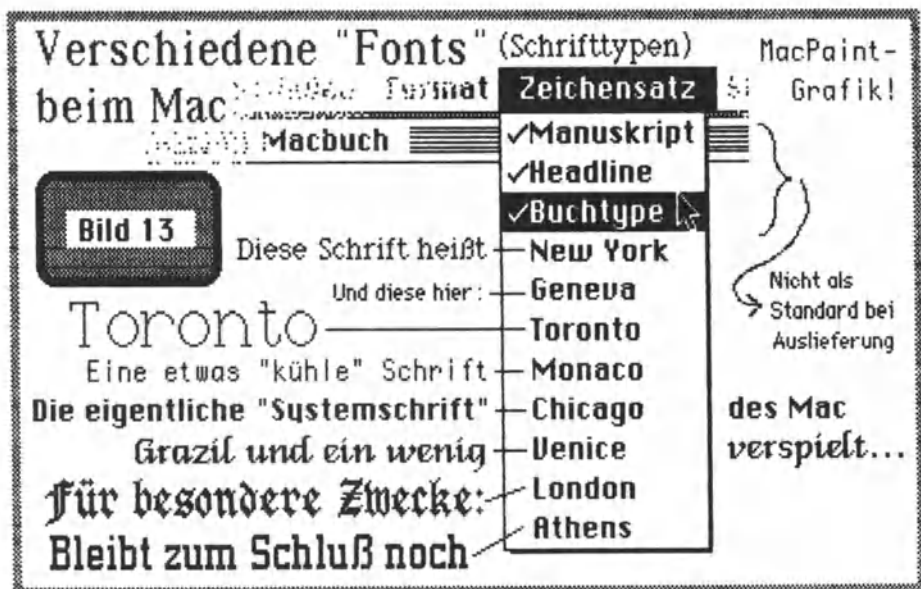 Verschiedene "Fonts" (Schrifttypen)
MacPaint-
Grafik!
beim Mac
Format Zeichensatz
Macbuch
✓Manuskript
✓Headline
✓Buchtype
Bild 13
Diese Schrift heißt New York
Und diese hier: Geneva
Nicht als
Standard bei
Auslieferung
Toronto Toronto
Eine etwas "kühle" Schrift Monaco
Die eigentliche "Systemschrift" Chicago des Mac
Grazil und ein wenig Venice verspielt...
Für besondere Zwecke: London
Bleibt zum Schluß noch Athens